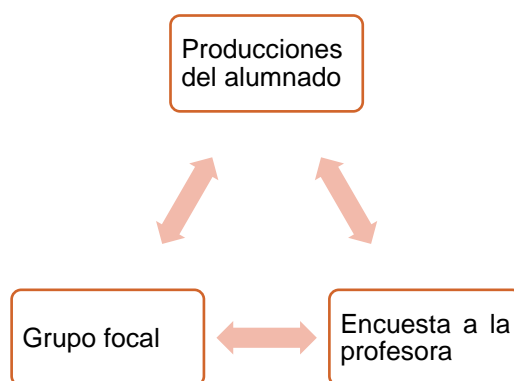 Producciones
del alumnado
Grupo focal
Encuesta a la
profesora